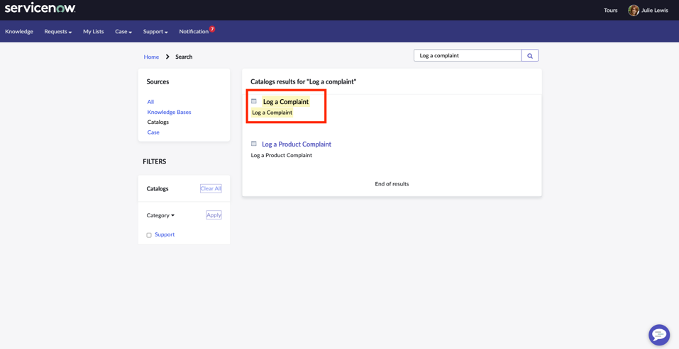 servicenow
Tours
Julie Lewis
Knowledge
Requests
My Lists
Case
Support
Notification
7
Home
Search
Log a complaint
Sources
All
Knowledge Bases
Catalogs
Case
Catalogs results for "Log a complaint"
Log a Complaint
Log a Complaint
Log a Product Complaint
Log a Product Complaint
End of results
FILTERS
Catalogs
Clear All
Category
Apply
Support